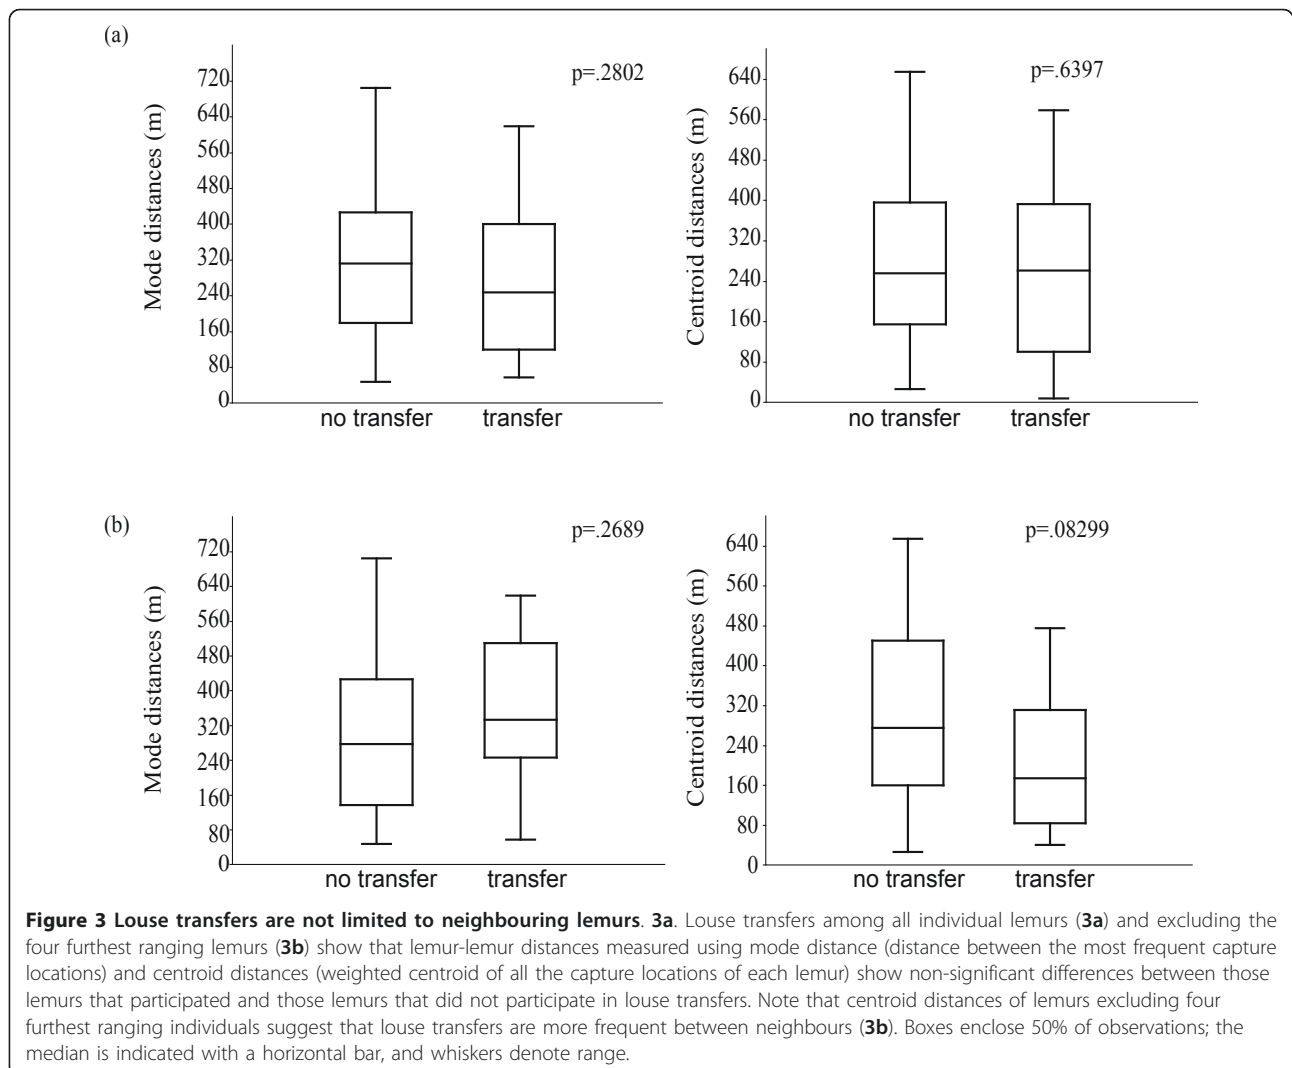 (a)
p=.2802
Mode distances (m)
720
640
560
480
400
320
240
160
80
0
no transfer
transfer
p=.6397
Centroid distances (m)
640
560
480
400
320
240
160
80
0
no transfer
transfer
(b)
p=.2689
Mode distances (m)
720
640
560
480
400
320
240
160
80
0
no transfer
transfer
p=.08299
Centroid distances (m)
640
560
480
400
320
240
160
80
0
no transfer
transfer
Figure 3 Louse transfers are not limited to neighbouring lemurs. 3a. Louse transfers among all individual lemurs (3a) and excluding the
four furthest ranging lemurs (3b) show that lemur-lemur distances measured using mode distance (distance between the most frequent capture
locations) and centroid distances (weighted centroid of all the capture locations of each lemur) show non-significant differences between those
lemurs that participated and those lemurs that did not participate in louse transfers. Note that centroid distances of lemurs excluding four
furthest ranging individuals suggest that louse transfers are more frequent between neighbours (3b). Boxes enclose 50% of observations; the
median is indicated with a horizontal bar, and whiskers denote range.